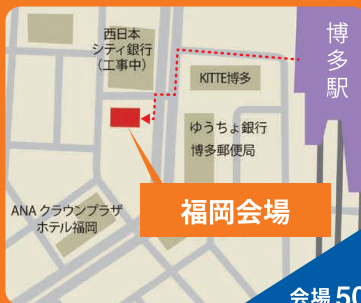 西日本
シティ銀行
(工事中)
博多駅
KITTE博多
ゆうちょ銀行
博多郵便局
福岡会場
ANA クラウンプラザ
ホテル福岡
会場50